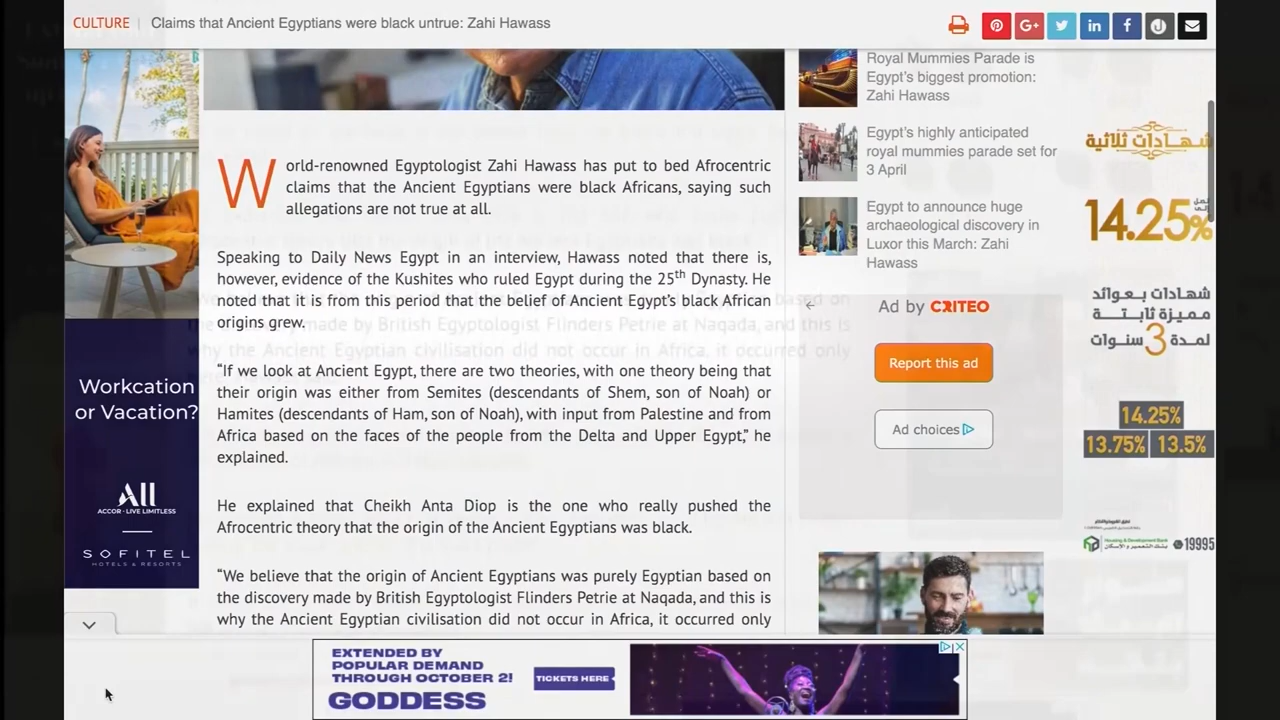 CULTURE | Claims that Ancient Egyptians were black untrue: Zahi Hawass
World-renowned Egyptologist Zahi Hawass has put to bed Afrocentric
claims that the Ancient Egyptians were black Africans, saying such
allegations are not true at all.
Speaking to Daily News Egypt in an interview, Hawass noted that there is,
however, evidence of the Kushites who ruled Egypt during the 25th Dynasty. He
noted that it is from this period that the belief of Ancient Egypt’s black African
origins grew.
“If we look at Ancient Egypt, there are two theories, with one theory being that
their origin was either from Semites (descendants of Shem, son of Noah) or
Hamites (descendants of Ham, son of Noah), with input from Palestine and from
Africa based on the faces of the people from the Delta and Upper Egypt,” he
explained.
He explained that Cheikh Anta Diop is the one who really pushed the
Afrocentric theory that the origin of the Ancient Egyptians was black.
“We believe that the origin of Ancient Egyptians was purely Egyptian based on
the discovery made by British Egyptologist Flinders Petrie at Naqada, and this is
why the Ancient Egyptian civilisation did not occur in Africa, it occurred only
Royal Mummies Parade is
Egypt’s biggest promotion:
Zahi Hawass
Egypt’s highly anticipated
royal mummies parade set for
3 April
Egypt to announce huge
archaeological discovery in
Luxor this March: Zahi
Hawass
Ad by CRITEO
Report this ad
Ad choices
Workcation
or Vacation?
ALL
ACCOR · LIVE LIMITLESS
SOFITEL
HOTELS & RESORTS
شهادات ثلاثية
14.25%
شهادات بعوائد
مميزة ثابتة
لمدة 3 سنوات
14.25%
13.75% 13.5%
Housing & Development Bank
بنك التعمير والإسكان
19995
EXTENDED BY
POPULAR DEMAND
THROUGH OCTOBER 2!
GODDESS
TICKETS HERE